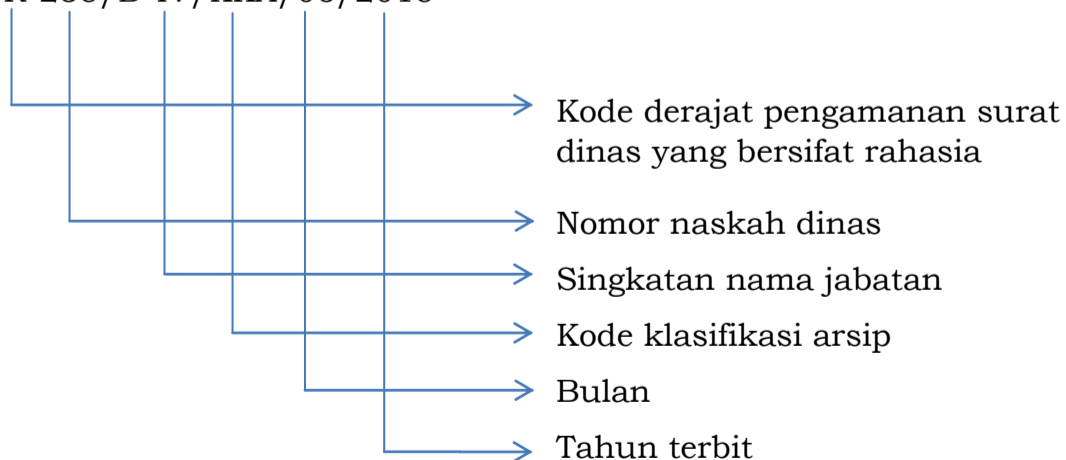 Kode derajat pengamanan surat
dinas yang bersifat rahasia
Nomor naskah dinas
Singkatan nama jabatan
Kode klasifikasi arsip
Bulan
Tahun terbit